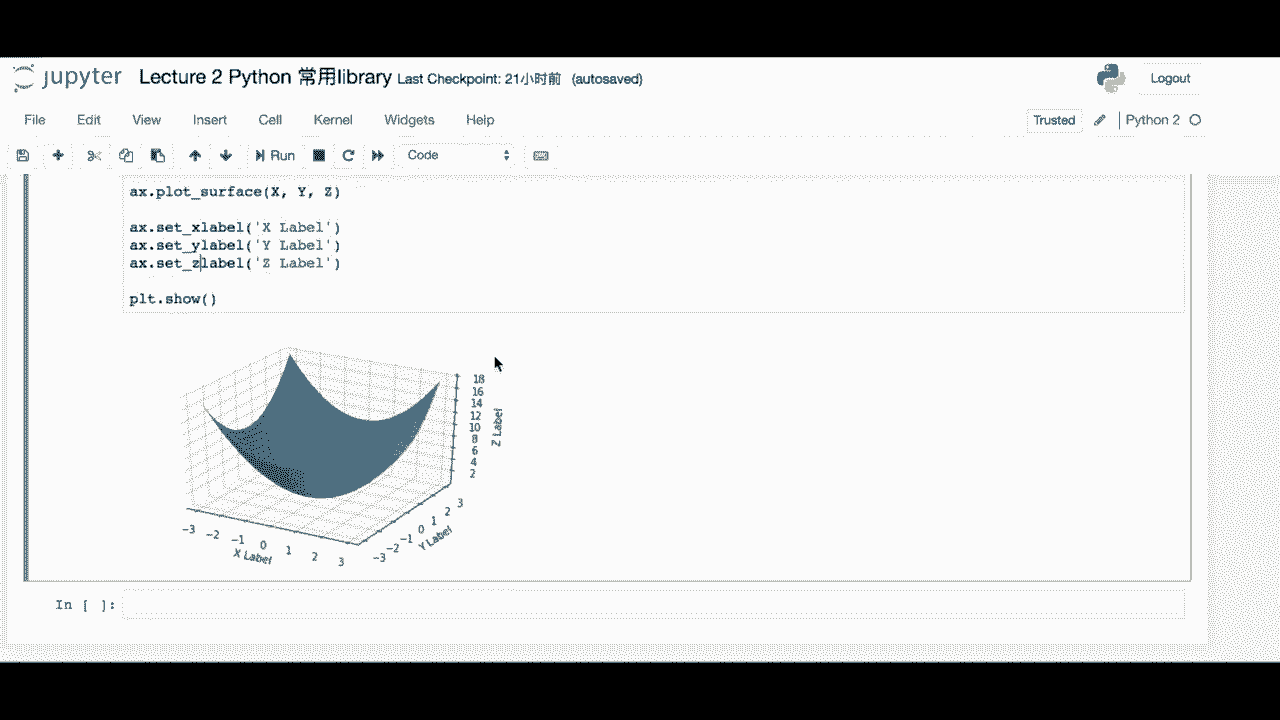 jupyter Lecture 2 Python 常用library Last Checkpoint: 21小时前 (autosaved) Logout
File Edit View Insert Cell Kernel Widgets Help Trusted Python 2
Run Code
ax.plot_surface(X, Y, Z)
ax.set_xlabel('X Label')
ax.set_ylabel('Y Label')
ax.set_zlabel('Z Label')
plt.show()
18
16
14
12
10
8
6
4
2
Z Label
−3 −2 −1 0 1 2 3
X Label
−3 −2 −1 0 1 2 3
Y Label
In [ ]: